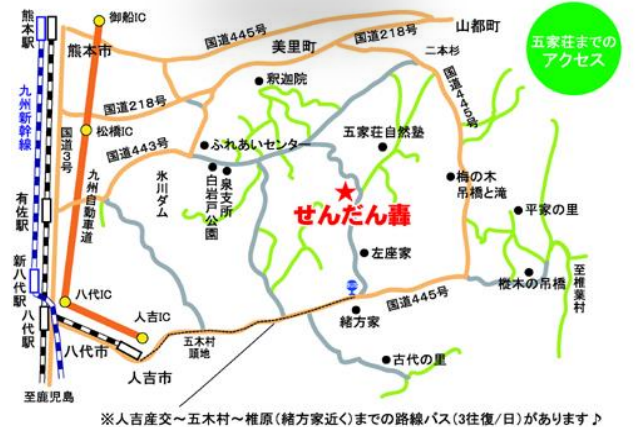 熊本駅
御船IC
国道445号
美里町
国道218号
山都町
五家荘までの
アクセス
熊本市
二本杉
釈迦院
国道218号
国道445号
九州新幹線
国道3号
松橋IC
国道443号
ふれあいセンター
五家荘自然塾
九州自動車道
氷川ダム
白岩戸公園
泉支所
梅の木
吊橋と滝
せんだん轟
平家の里
有佐駅
左座家
新八代駅
樅木の吊橋
至椎葉村
八代IC
人吉IC
国道445号
緒方家
八代駅
八代市
五木村
頭地
人吉市
古代の里
至鹿児島
※人吉産交~五木村~椎原(緒方家近く)までの路線バス(3往復/日)があります♪